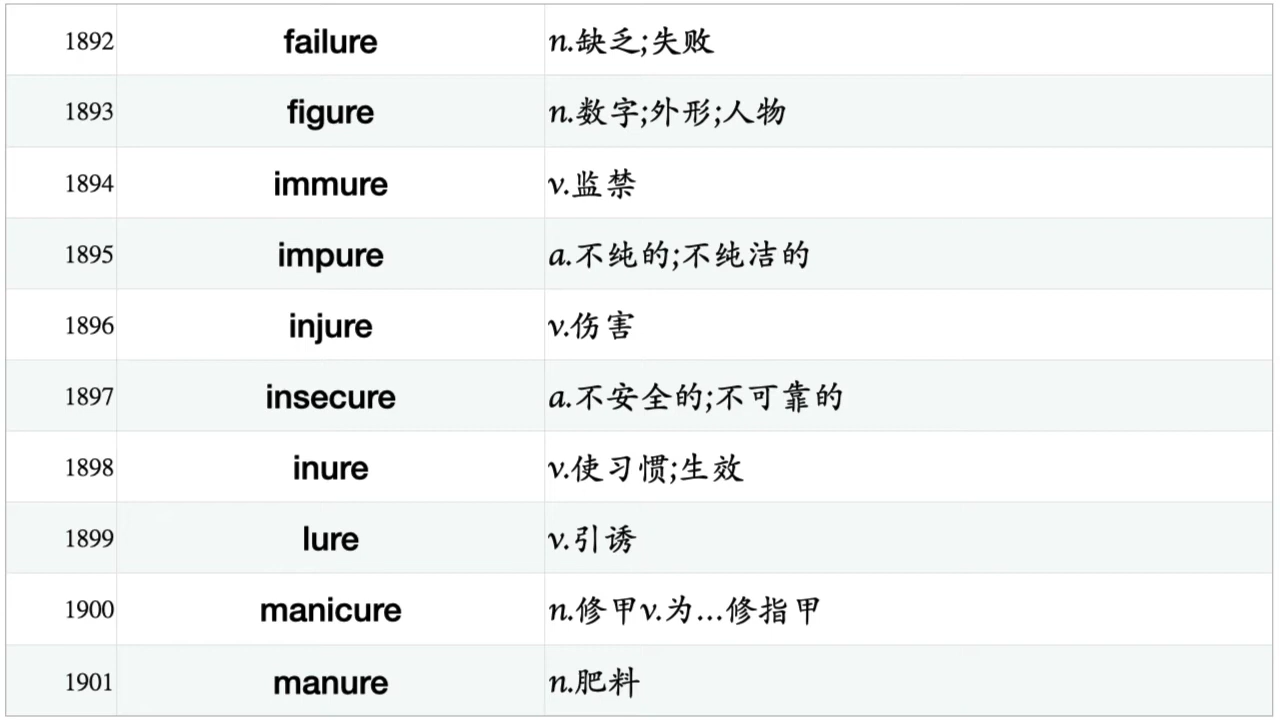 1892 failure n.缺乏;失败
1893 figure n.数字;外形;人物
1894 immure v.监禁
1895 impure a.不纯的;不纯洁的
1896 injure v.伤害
1897 insecure a.不安全的;不可靠的
1898 inure v.使习惯;生效
1899 lure v.引诱
1900 manicure n.修甲v.为…修指甲
1901 manure n.肥料